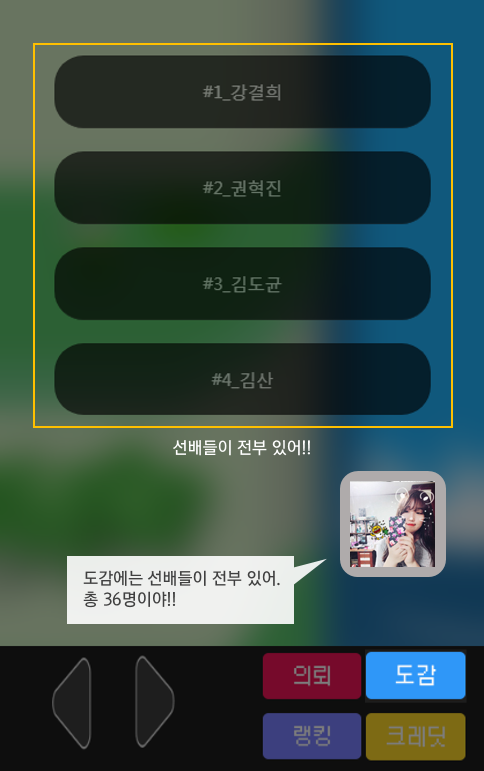 #1_강결희
#2_권혁진
#3_김도균
#4_김산
선배들이 전부 있어!!
도감에는 선배들이 전부 있어.
총 36명이야!!
의뢰
도감
랭킹
크레딧